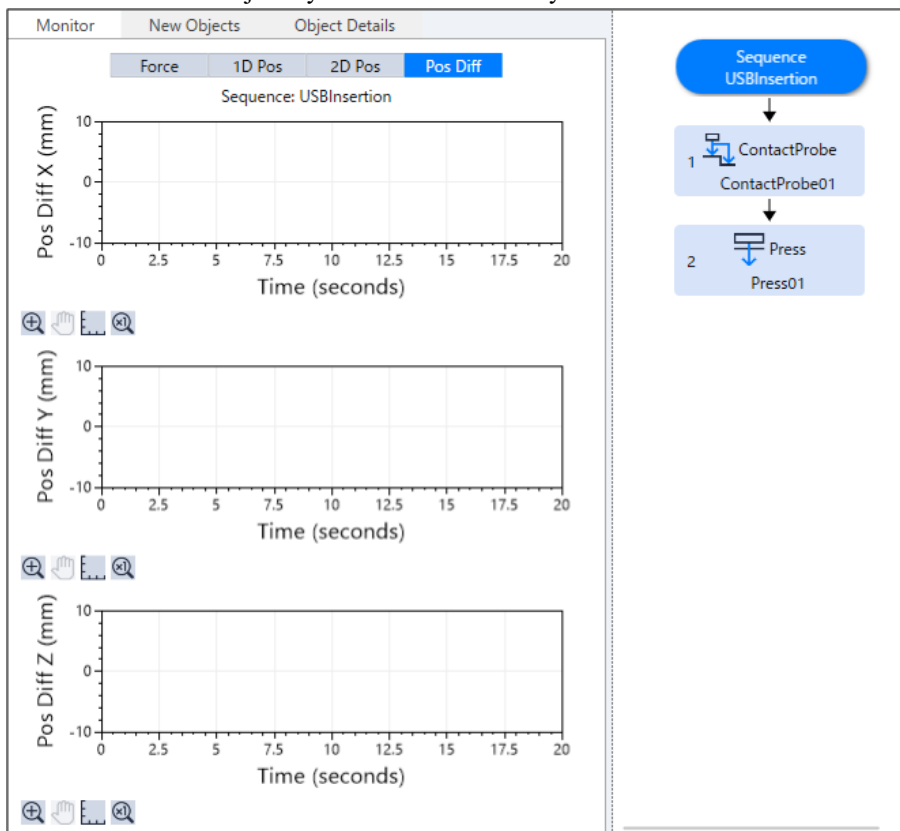 Monitor New Objects Object Details
Force 1D Pos 2D Pos Pos Diff
Sequence: USBInsertion
Pos Diff X (mm)
10
0
-10
0 2.5 5 7.5 10 12.5 15 17.5 20
Time (seconds)
Pos Diff Y (mm)
10
0
-10
0 2.5 5 7.5 10 12.5 15 17.5 20
Time (seconds)
Pos Diff Z (mm)
10
0
-10
0 2.5 5 7.5 10 12.5 15 17.5 20
Time (seconds)
Sequence
USBInsertion
1 ContactProbe
ContactProbe01
2 Press
Press01